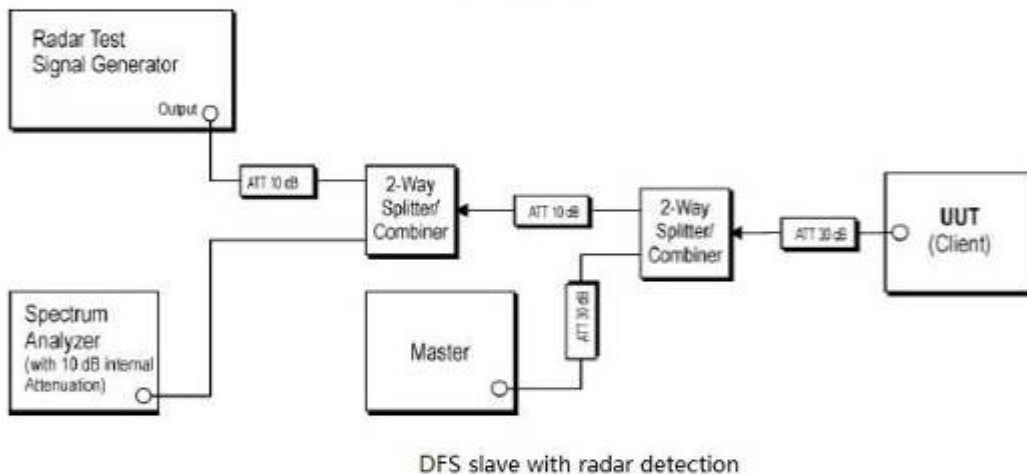 Radar Test
Signal Generator
Output
ATT 10 dB
2-Way
Splitter/
Combiner
ATT 10 dB
2-Way
Splitter/
Combiner
ATT 30 dB
UUT
(Client)
Spectrum
Analyzer
(with 10 dB internal
Attenuation)
Master
ATT 30 dB
DFS slave with radar detection